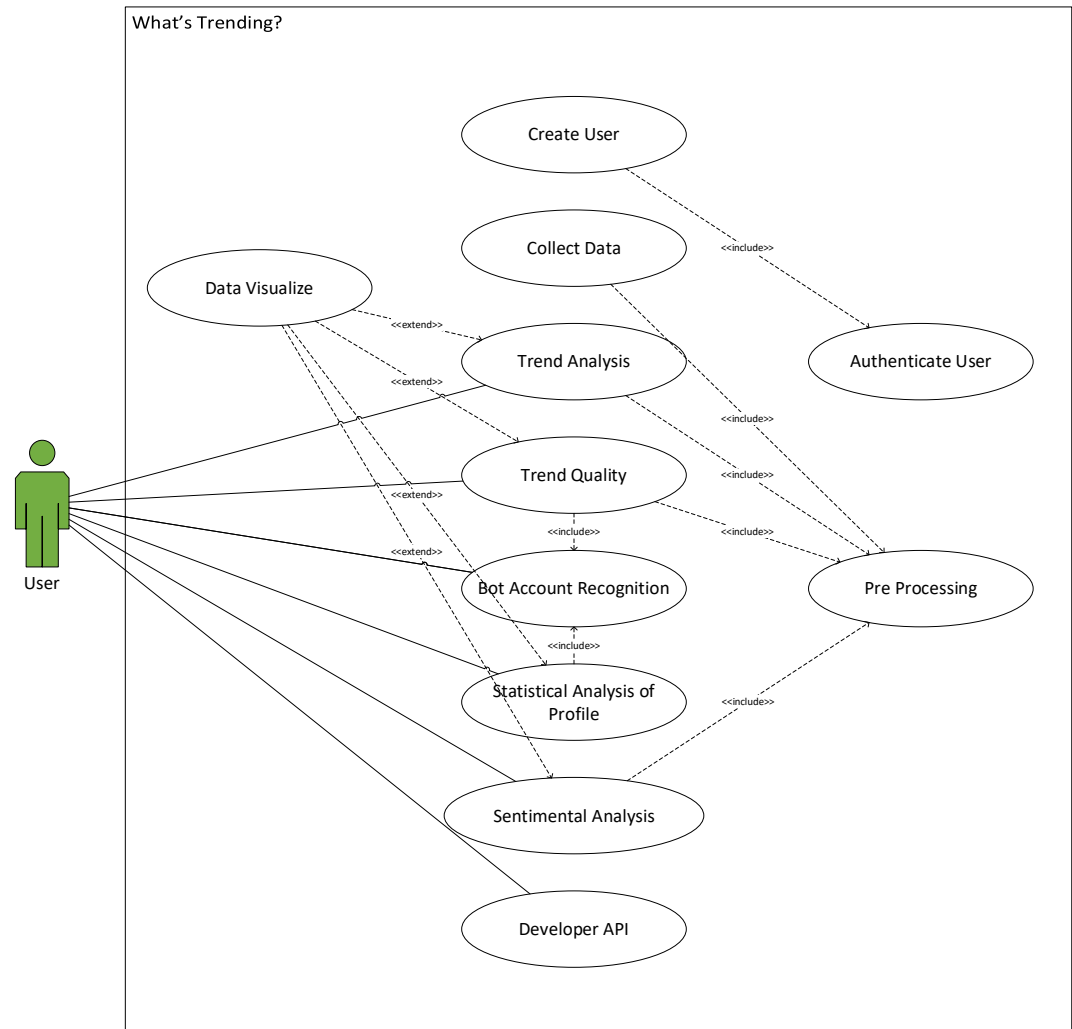 What's Trending?
Create User
<<include>>
Collect Data
Data Visualize
<<extend>>
Trend Analysis
Authenticate User
<<extend>>
<<include>>
<<include>>
Trend Quality
<<extend>>
<<include>>
<<include>>
<<extend>>
User
Bot Account Recognition
Pre Processing
<<include>>
Statistical Analysis of
Profile
<<include>>
Sentimental Analysis
Developer API